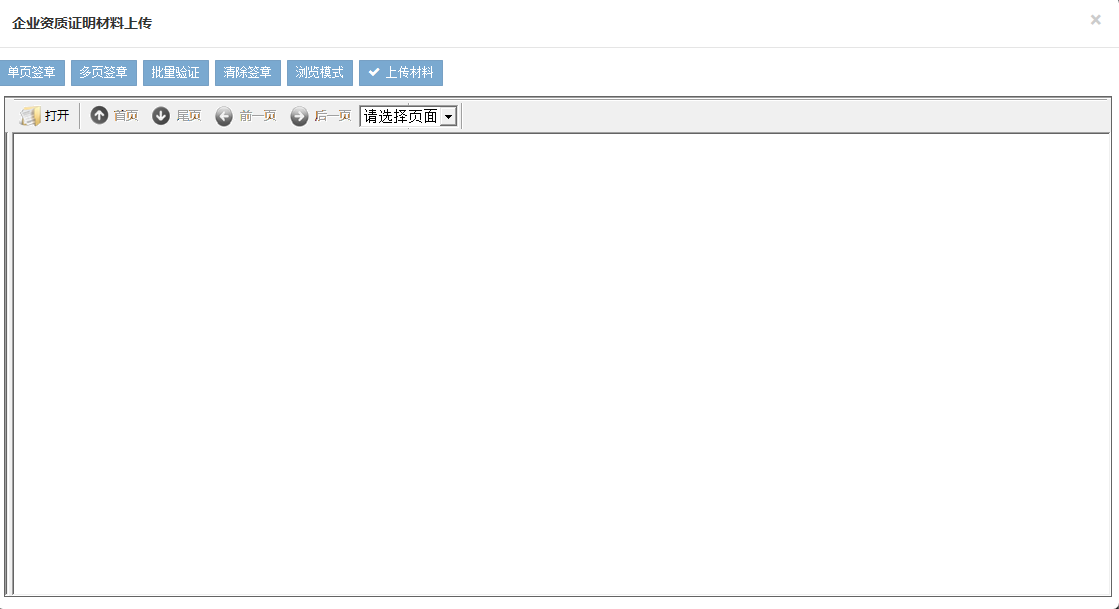 企业资质证明材料上传
单页签章 多页签章 批量验证 清除签章 浏览模式 上传材料
打开 首页 尾页 前一页 后一页 请选择页面